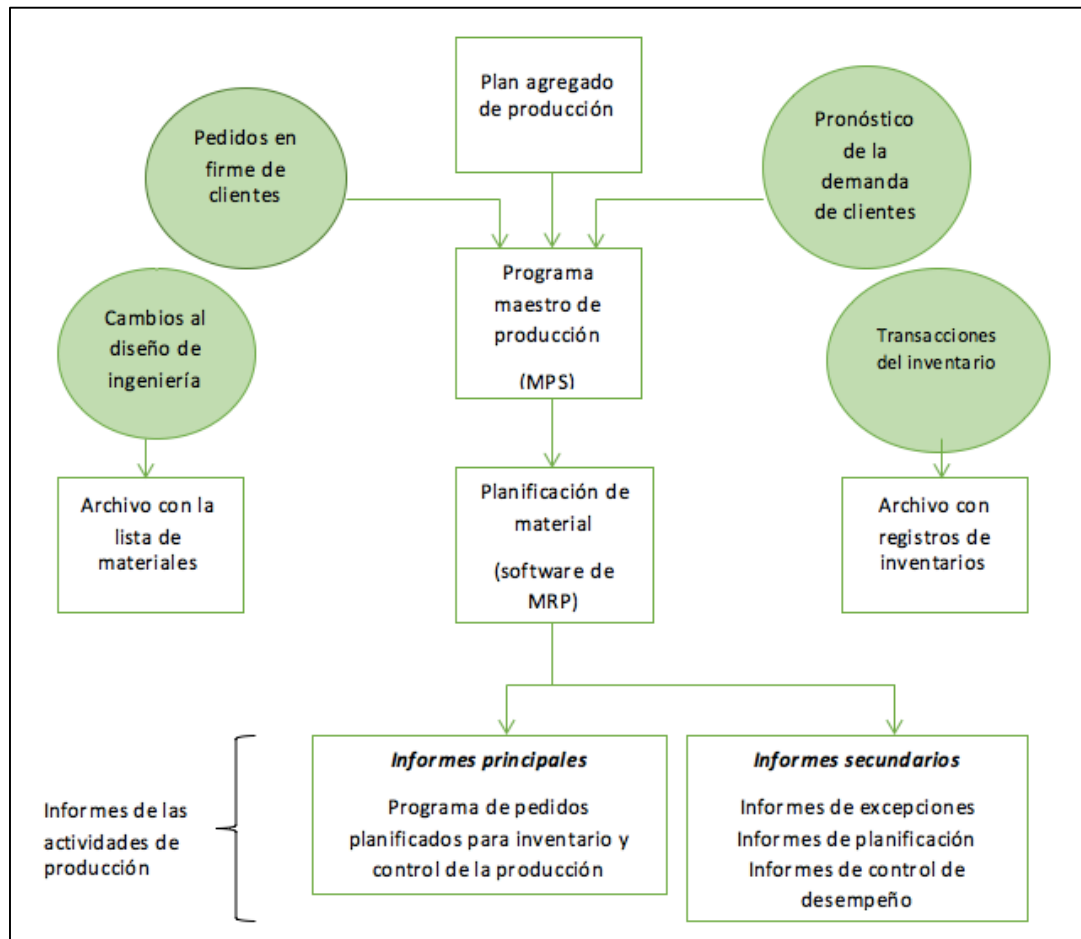 Plan agregado
de producción
Pedidos en
firme de
clientes
Pronóstico
de la
demanda
de clientes
Programa
maestro de
producción
(MPS)
Cambios al
diseño de
ingeniería
Transacciones
del inventario
Archivo con la
lista de
materiales
Planificación de
material
(software de
MRP)
Archivo con
registros de
inventarios
Informes de las
actividades de
producción
Informes principales
Programa de pedidos
planificados para inventario y
control de la producción
Informes secundarios
Informes de excepciones
Informes de planificación
Informes de control de
desempeño